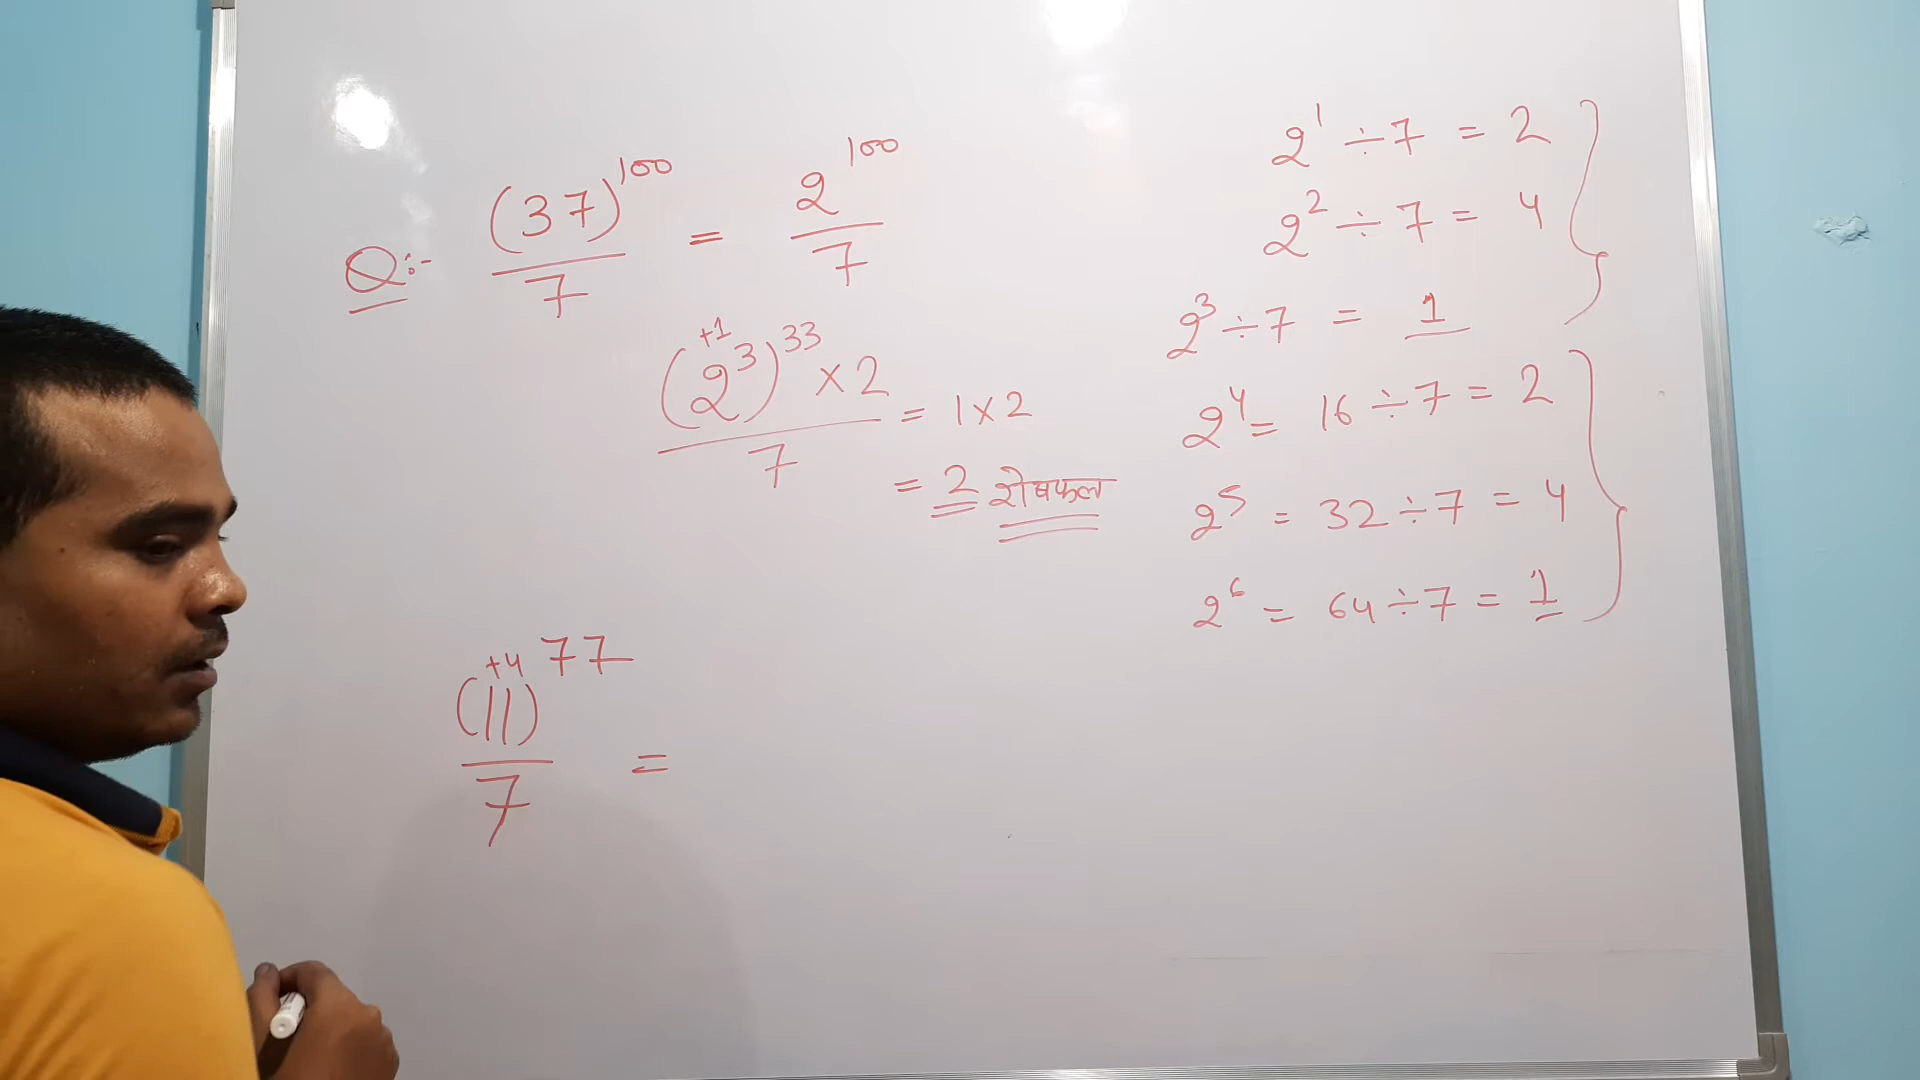 Q:- (37)^100 / 7 = 2^100 / 7
+1
(2^3)^33 × 2 / 7 = 1 × 2
= 2 शेषफल
+4
(11)^77 / 7 =
2^1 ÷ 7 = 2
2^2 ÷ 7 = 4
2^3 ÷ 7 = 1
2^4 = 16 ÷ 7 = 2
2^5 = 32 ÷ 7 = 4
2^6 = 64 ÷ 7 = 1